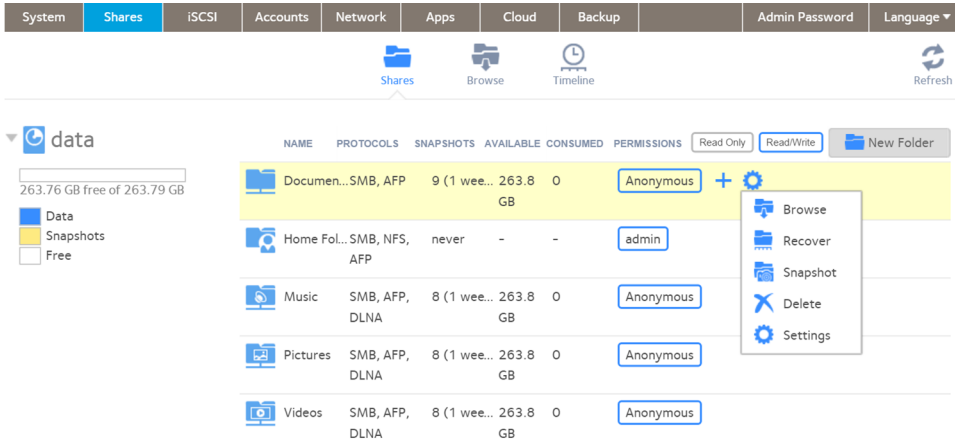 System Shares iSCSI Accounts Network Apps Cloud Backup Admin Password Language
Shares Browse Timeline Refresh
data
NAME PROTOCOLS SNAPSHOTS AVAILABLE CONSUMED PERMISSIONS Read Only Read/Write New Folder
263.76 GB free of 263.79 GB
Data
Snapshots
Free
Documen... SMB, AFP 9 (1 wee... 263.8 0 Anonymous
GB
Browse
Recover
Snapshot
Delete
Settings
Home Fol... SMB, NFS, never - - admin
AFP
Music SMB, AFP, 8 (1 wee... 263.8 0 Anonymous
DLNA GB
Pictures SMB, AFP, 8 (1 wee... 263.8 0 Anonymous
DLNA GB
Videos SMB, AFP, 8 (1 wee... 263.8 0 Anonymous
DLNA GB